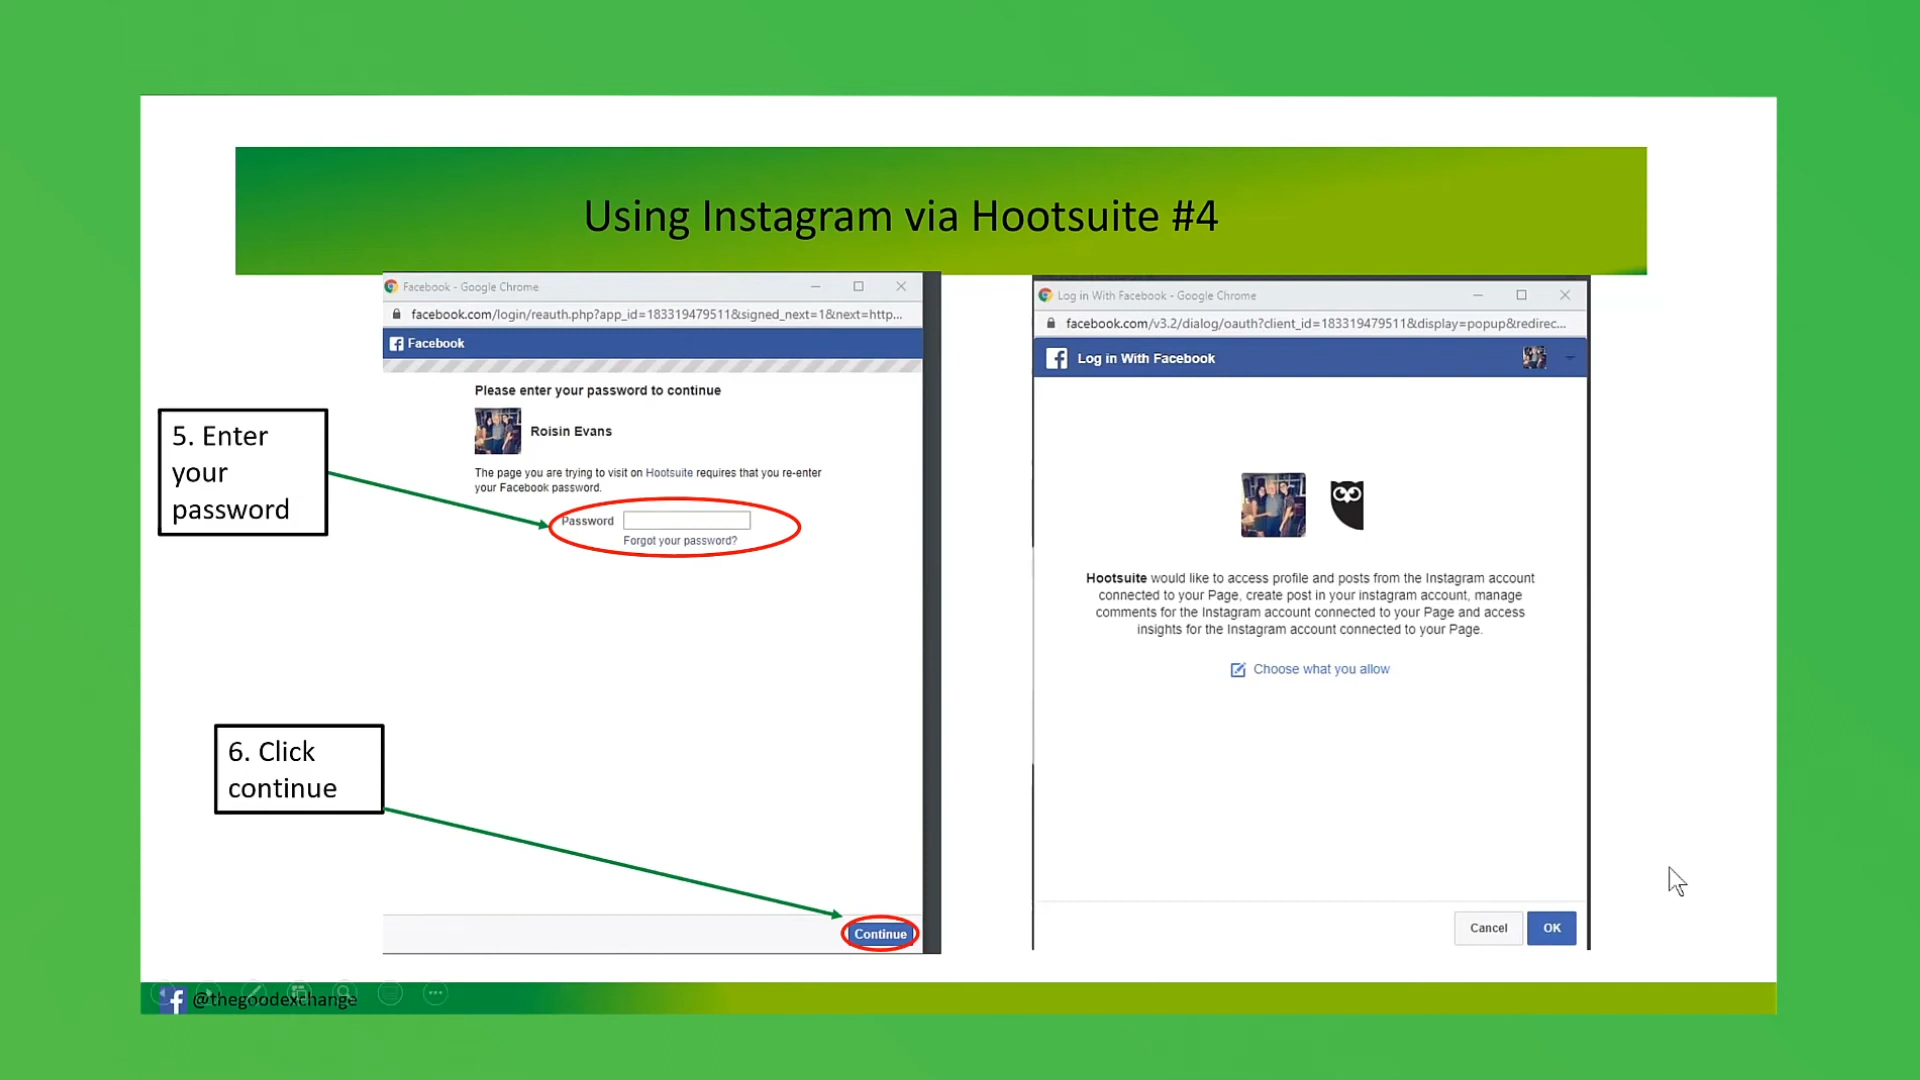 Using Instagram via Hootsuite #4
Facebook - Google Chrome
facebook.com/login/reauth.php?app_id=183319479511&signed_next=1&next=http...
Facebook
Please enter your password to continue
Roisin Evans
The page you are trying to visit on Hootsuite requires that you re-enter
your Facebook password.
Password
Forgot your password?
Continue
5. Enter
your
password
6. Click
continue
Log in With Facebook - Google Chrome
facebook.com/v3.2/dialog/oauth?client_id=183319479511&display=popup&redirec...
Log in With Facebook
Hootsuite would like to access profile and posts from the Instagram account
connected to your Page, create post in your instagram account, manage
comments for the Instagram account connected to your Page and access
insights for the Instagram account connected to your Page.
Choose what you allow
Cancel
OK
@thegoodexchange